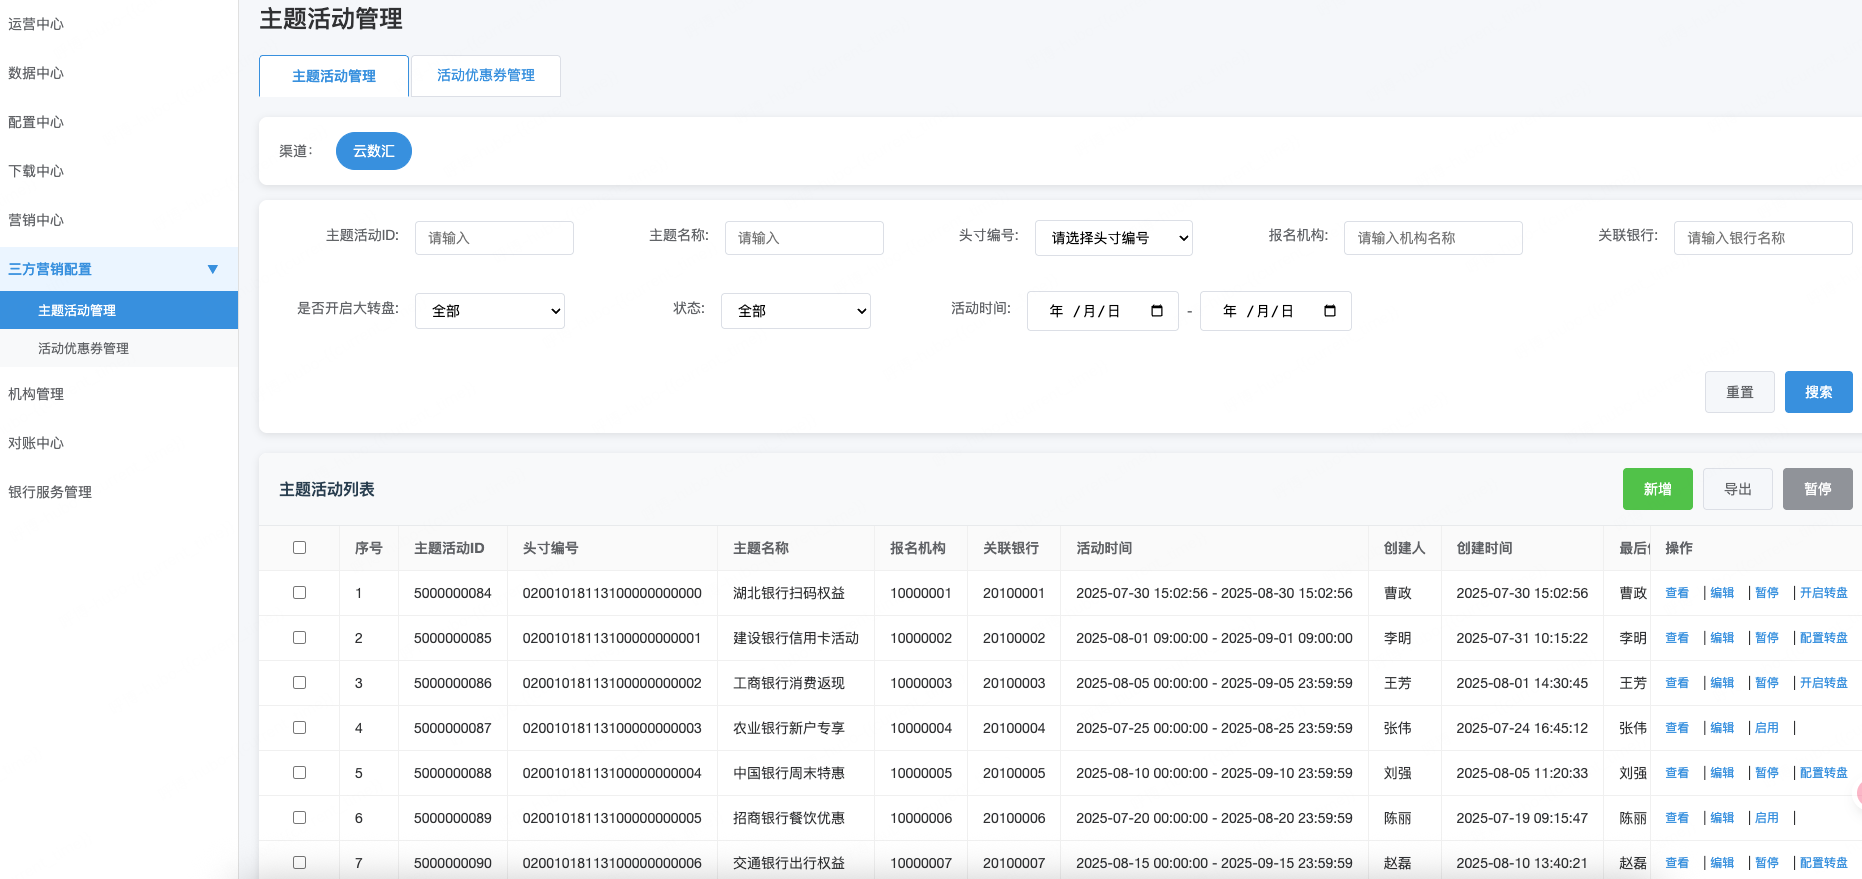 运营中心
数据中心
配置中心
下载中心
营销中心
三方营销配置 ▼
主题活动管理
活动优惠券管理
机构管理
对账中心
银行服务管理
主题活动管理
主题活动管理 活动优惠券管理
渠道: 云数汇
主题活动ID: 请输入 主题名称: 请输入 头寸编号: 请选择头寸编号 报名机构: 请输入机构名称 关联银行: 请输入银行名称
是否开启大转盘: 全部 状态: 全部 活动时间: 年 /月/日 - 年 /月/日
重置 搜索
主题活动列表 新增 导出 暂停
序号 主题活动ID 头寸编号 主题名称 报名机构 关联银行 活动时间 创建人 创建时间 最后 操作
1 5000000084 02001018113100000000000 湖北银行扫码权益 10000001 20100001 2025-07-30 15:02:56 - 2025-08-30 15:02:56 曹政 2025-07-30 15:02:56 曹政 查看 | 编辑 | 暂停 | 开启转盘
2 5000000085 02001018113100000000001 建设银行信用卡活动 10000002 20100002 2025-08-01 09:00:00 - 2025-09-01 09:00:00 李明 2025-07-31 10:15:22 李明 查看 | 编辑 | 暂停 | 配置转盘
3 5000000086 02001018113100000000002 工商银行消费返现 10000003 20100003 2025-08-05 00:00:00 - 2025-09-05 23:59:59 王芳 2025-08-01 14:30:45 王芳 查看 | 编辑 | 暂停 | 开启转盘
4 5000000087 02001018113100000000003 农业银行新户专享 10000004 20100004 2025-07-25 00:00:00 - 2025-08-25 23:59:59 张伟 2025-07-24 16:45:12 张伟 查看 | 编辑 | 启用 |
5 5000000088 02001018113100000000004 中国银行周末特惠 10000005 20100005 2025-08-10 00:00:00 - 2025-09-10 23:59:59 刘强 2025-08-05 11:20:33 刘强 查看 | 编辑 | 暂停 | 配置转盘
6 5000000089 02001018113100000000005 招商银行餐饮优惠 10000006 20100006 2025-07-20 00:00:00 - 2025-08-20 23:59:59 陈丽 2025-07-19 09:15:47 陈丽 查看 | 编辑 | 启用 |
7 5000000090 02001018113100000000006 交通银行出行权益 10000007 20100007 2025-08-15 00:00:00 - 2025-09-15 23:59:59 赵磊 2025-08-10 13:40:21 赵磊 查看 | 编辑 | 暂停 | 配置转盘